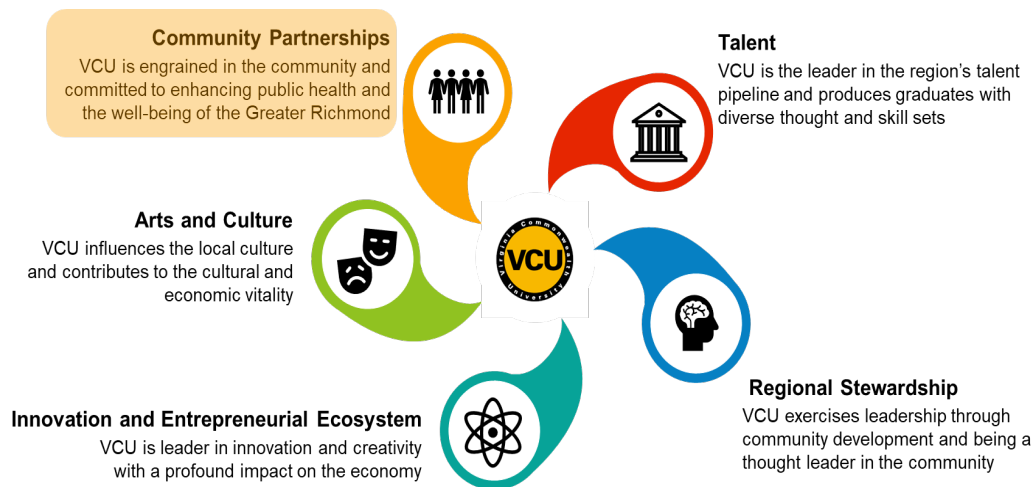 Community Partnerships
VCU is engrained in the community and
committed to enhancing public health and
the well-being of the Greater Richmond
Talent
VCU is the leader in the region's talent
pipeline and produces graduates with
diverse thought and skill sets
Arts and Culture
VCU influences the local culture
and contributes to the cultural and
economic vitality
Virginia Commonwealth
VCU
University
Regional Stewardship
VCU exercises leadership through
community development and being a
thought leader in the community
Innovation and Entrepreneurial Ecosystem
VCU is leader in innovation and creativity
with a profound impact on the economy